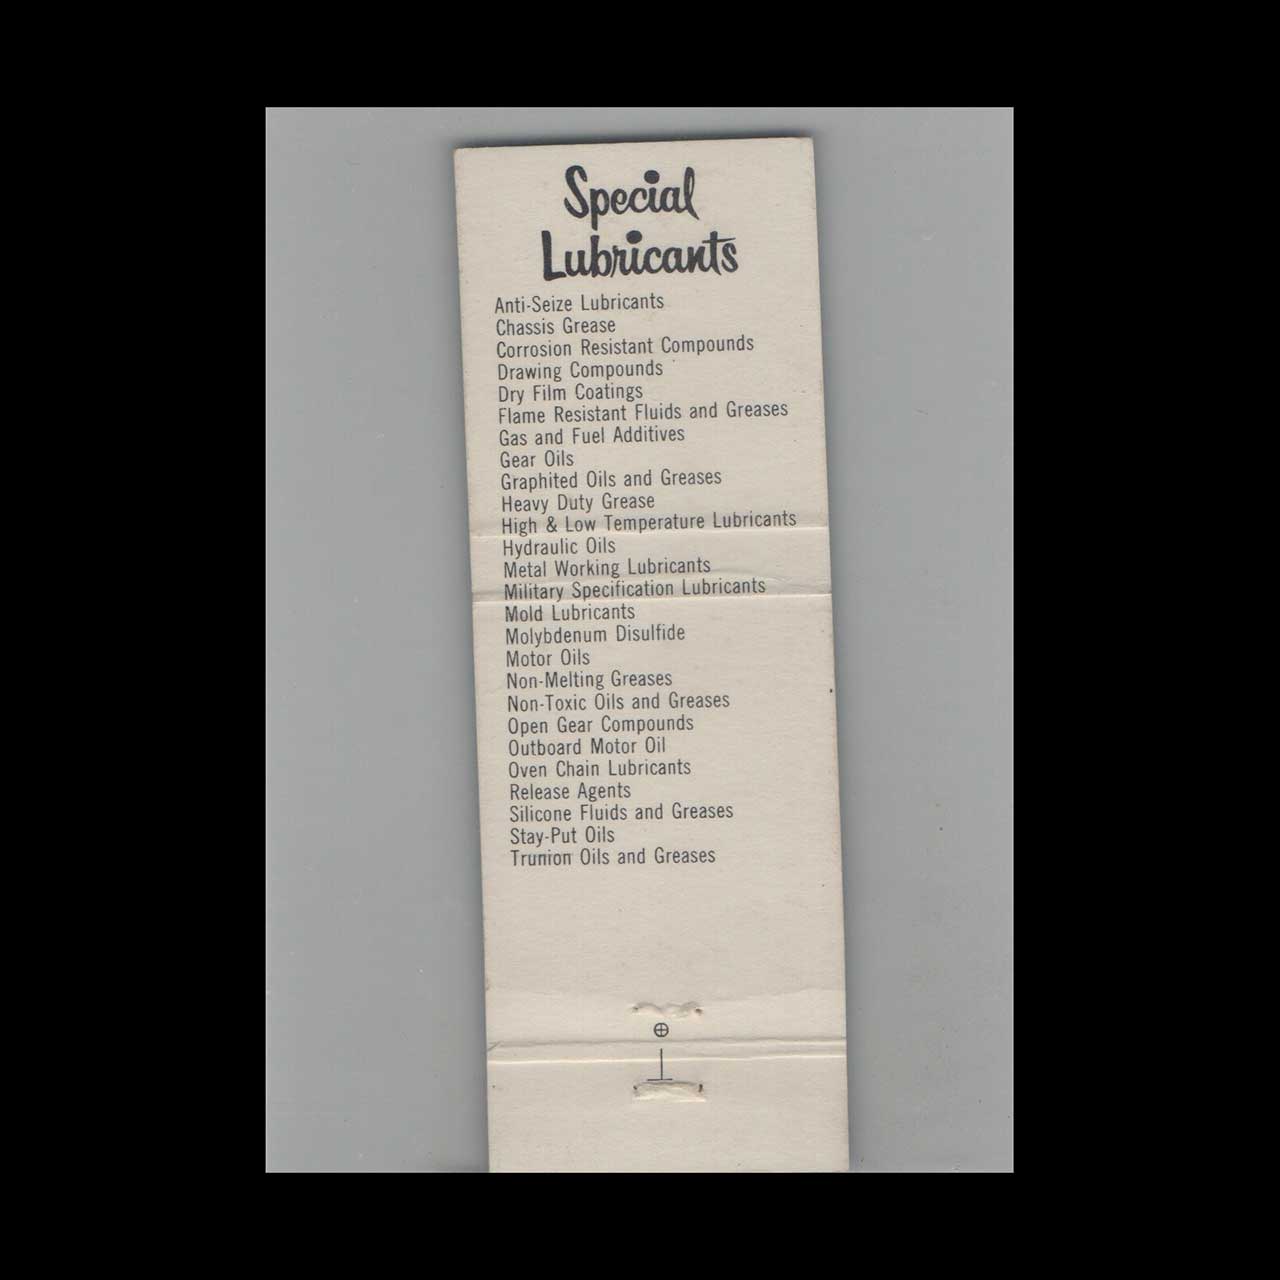 Special
Lubricants
Anti-Seize Lubricants
Chassis Grease
Corrosion Resistant Compounds
Drawing Compounds
Dry Film Coatings
Flame Resistant Fluids and Greases
Gas and Fuel Additives
Gear Oils
Graphited Oils and Greases
Heavy Duty Grease
High & Low Temperature Lubricants
Hydraulic Oils
Metal Working Lubricants
Military Specification Lubricants
Mold Lubricants
Molybdenum Disulfide
Motor Oils
Non-Melting Greases
Non-Toxic Oils and Greases
Open Gear Compounds
Outboard Motor Oil
Oven Chain Lubricants
Release Agents
Silicone Fluids and Greases
Stay-Put Oils
Trunion Oils and Greases